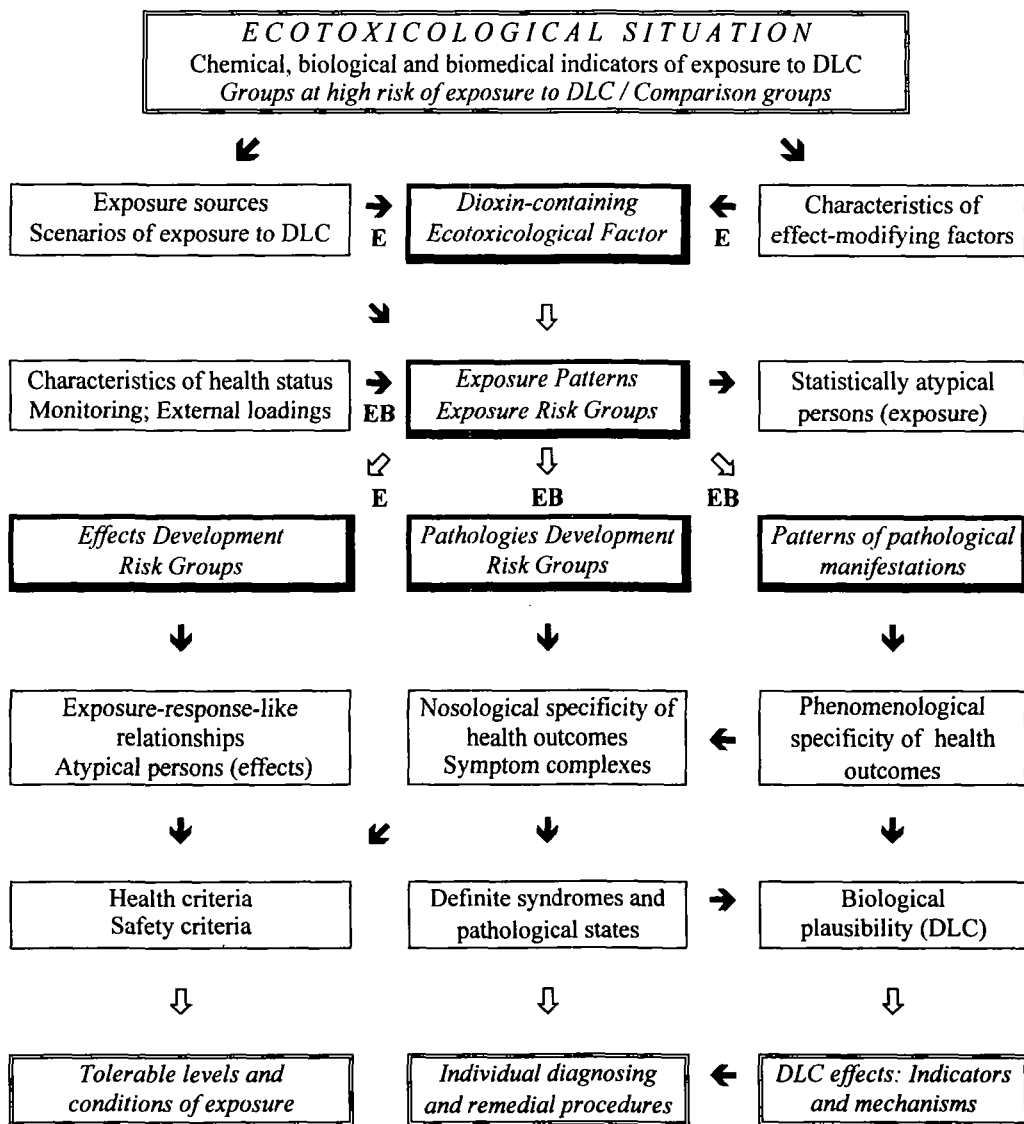 ECOTOXICOLOGICAL SITUATION
Chemical, biological and biomedical indicators of exposure to DLC
Groups at high risk of exposure to DLC / Comparison groups
Exposure sources
Scenarios of exposure to DLC
E
Dioxin-containing
Ecotoxicological Factor
E
Characteristics of
effect-modifying factors
Characteristics of health status
Monitoring; External loadings
EB
Exposure Patterns
Exposure Risk Groups
Statistically atypical
persons (exposure)
E
EB
EB
Effects Development
Risk Groups
Pathologies Development
Risk Groups
Patterns of pathological
manifestations
Exposure-response-like
relationships
Atypical persons (effects)
Nosological specificity of
health outcomes
Symptom complexes
Phenomenological
specificity of health
outcomes
Health criteria
Safety criteria
Definite syndromes and
pathological states
Biological
plausibility (DLC)
Tolerable levels and
conditions of exposure
Individual diagnosing
and remedial procedures
DLC effects: Indicators
and mechanisms